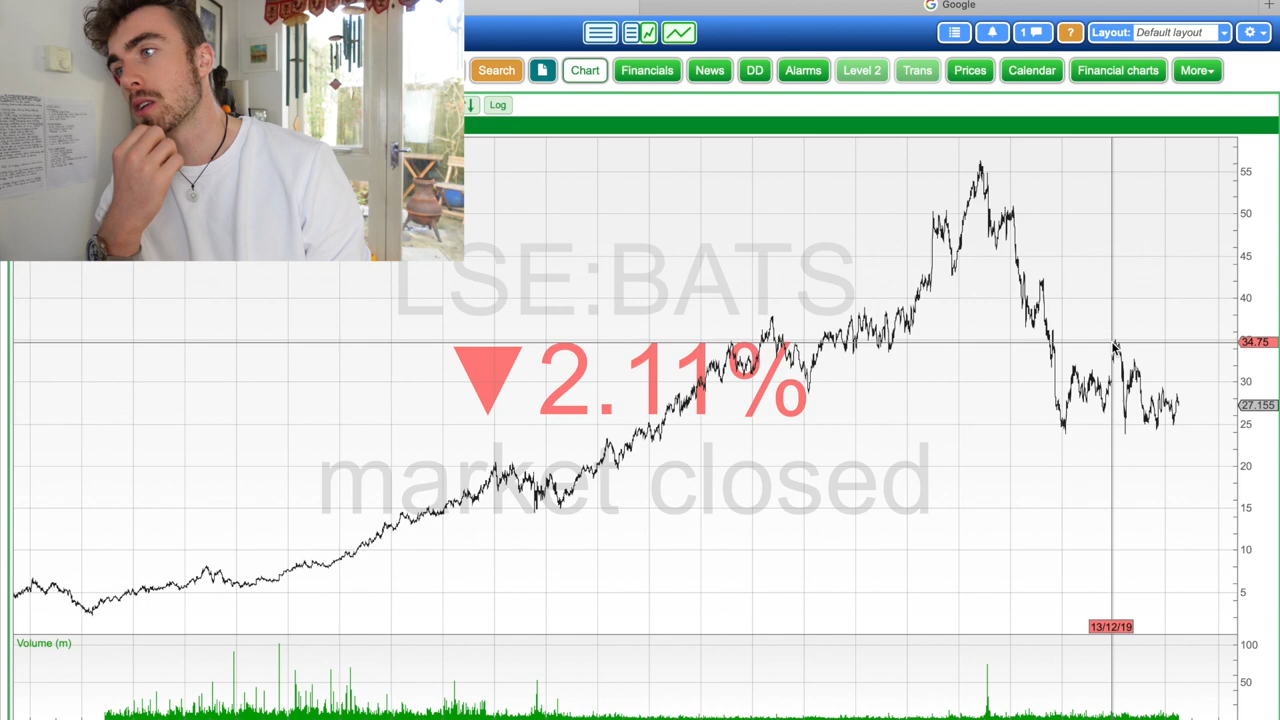 Google
1
?
Layout: Default layout
Search
Chart
Financials
News
DD
Alarms
Level 2
Trans
Prices
Calendar
Financial charts
More
Log
LSE:BATS
▼2.11%
market closed
55
50
45
40
34.75
30
27.155
25
20
15
10
5
13/12/19
Volume (m)
100
50